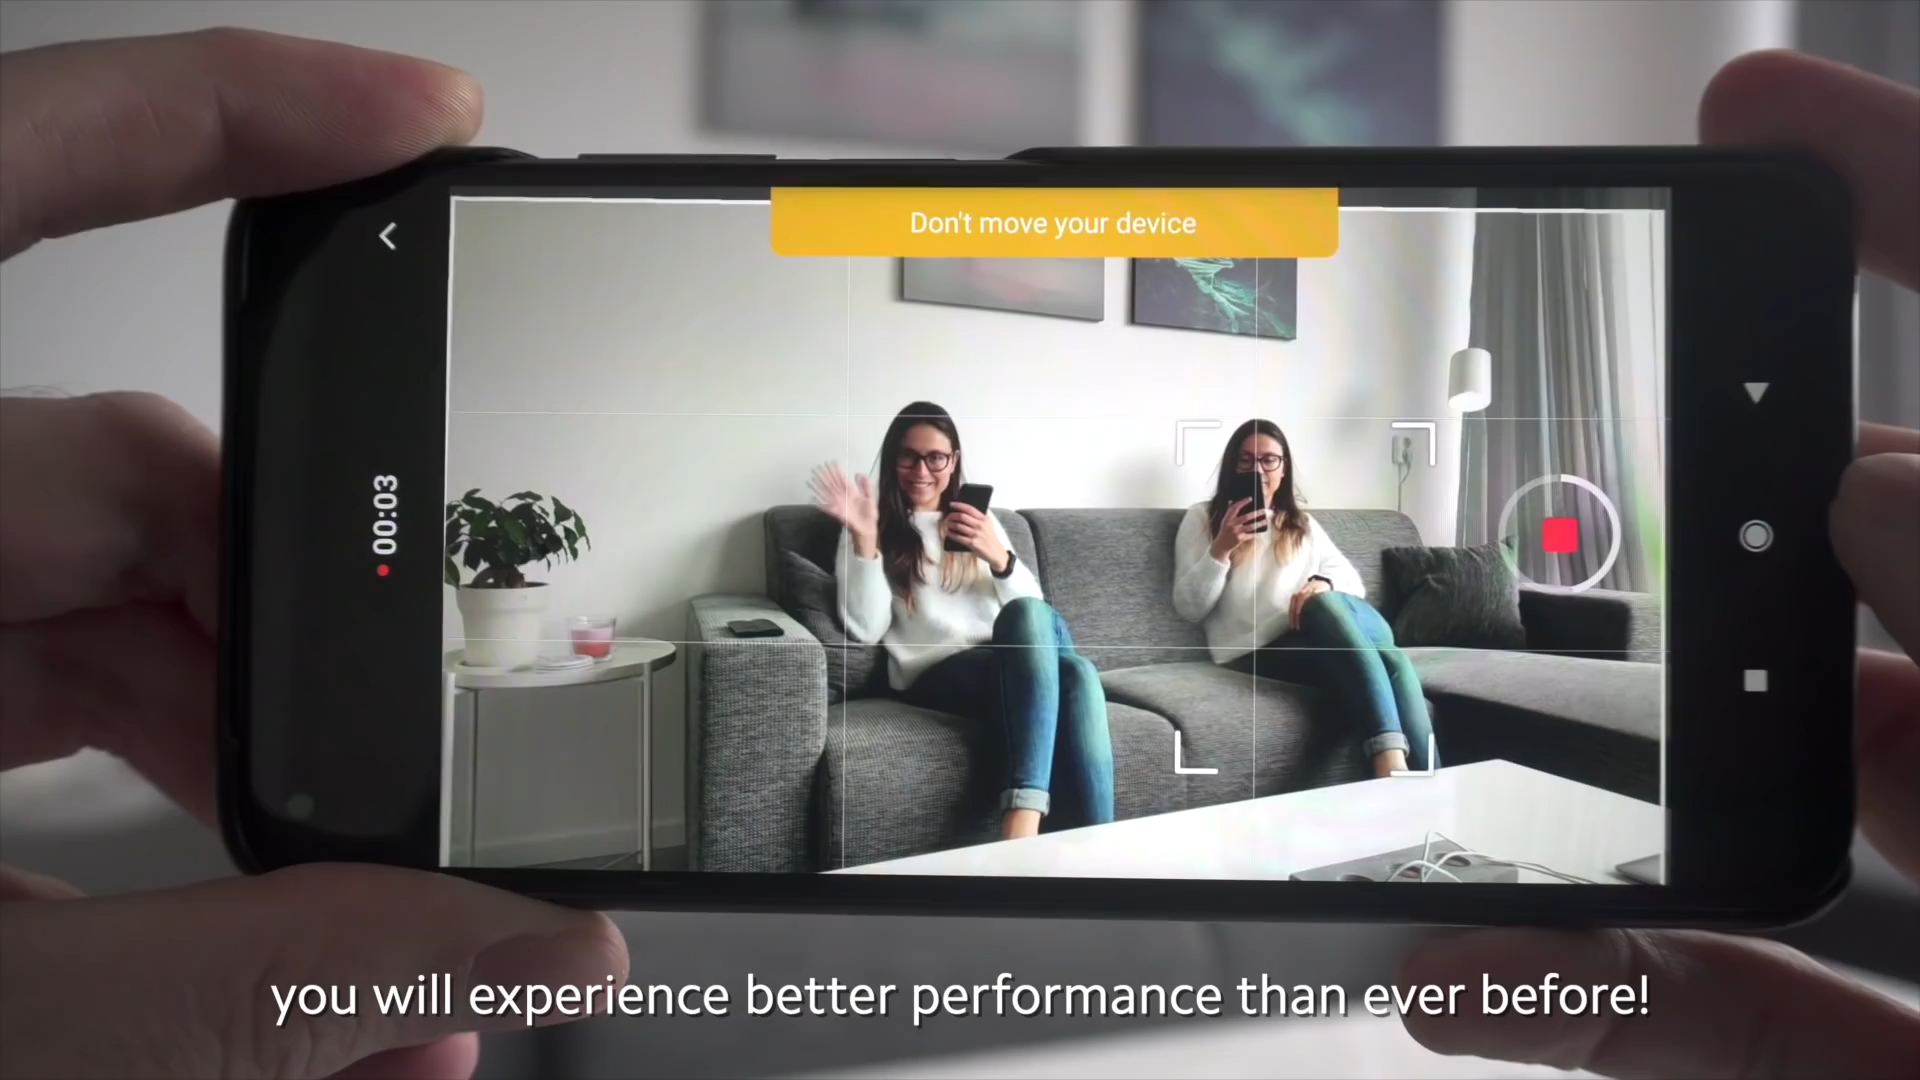 Don't move your device
00:03
you will experience better performance than ever before!